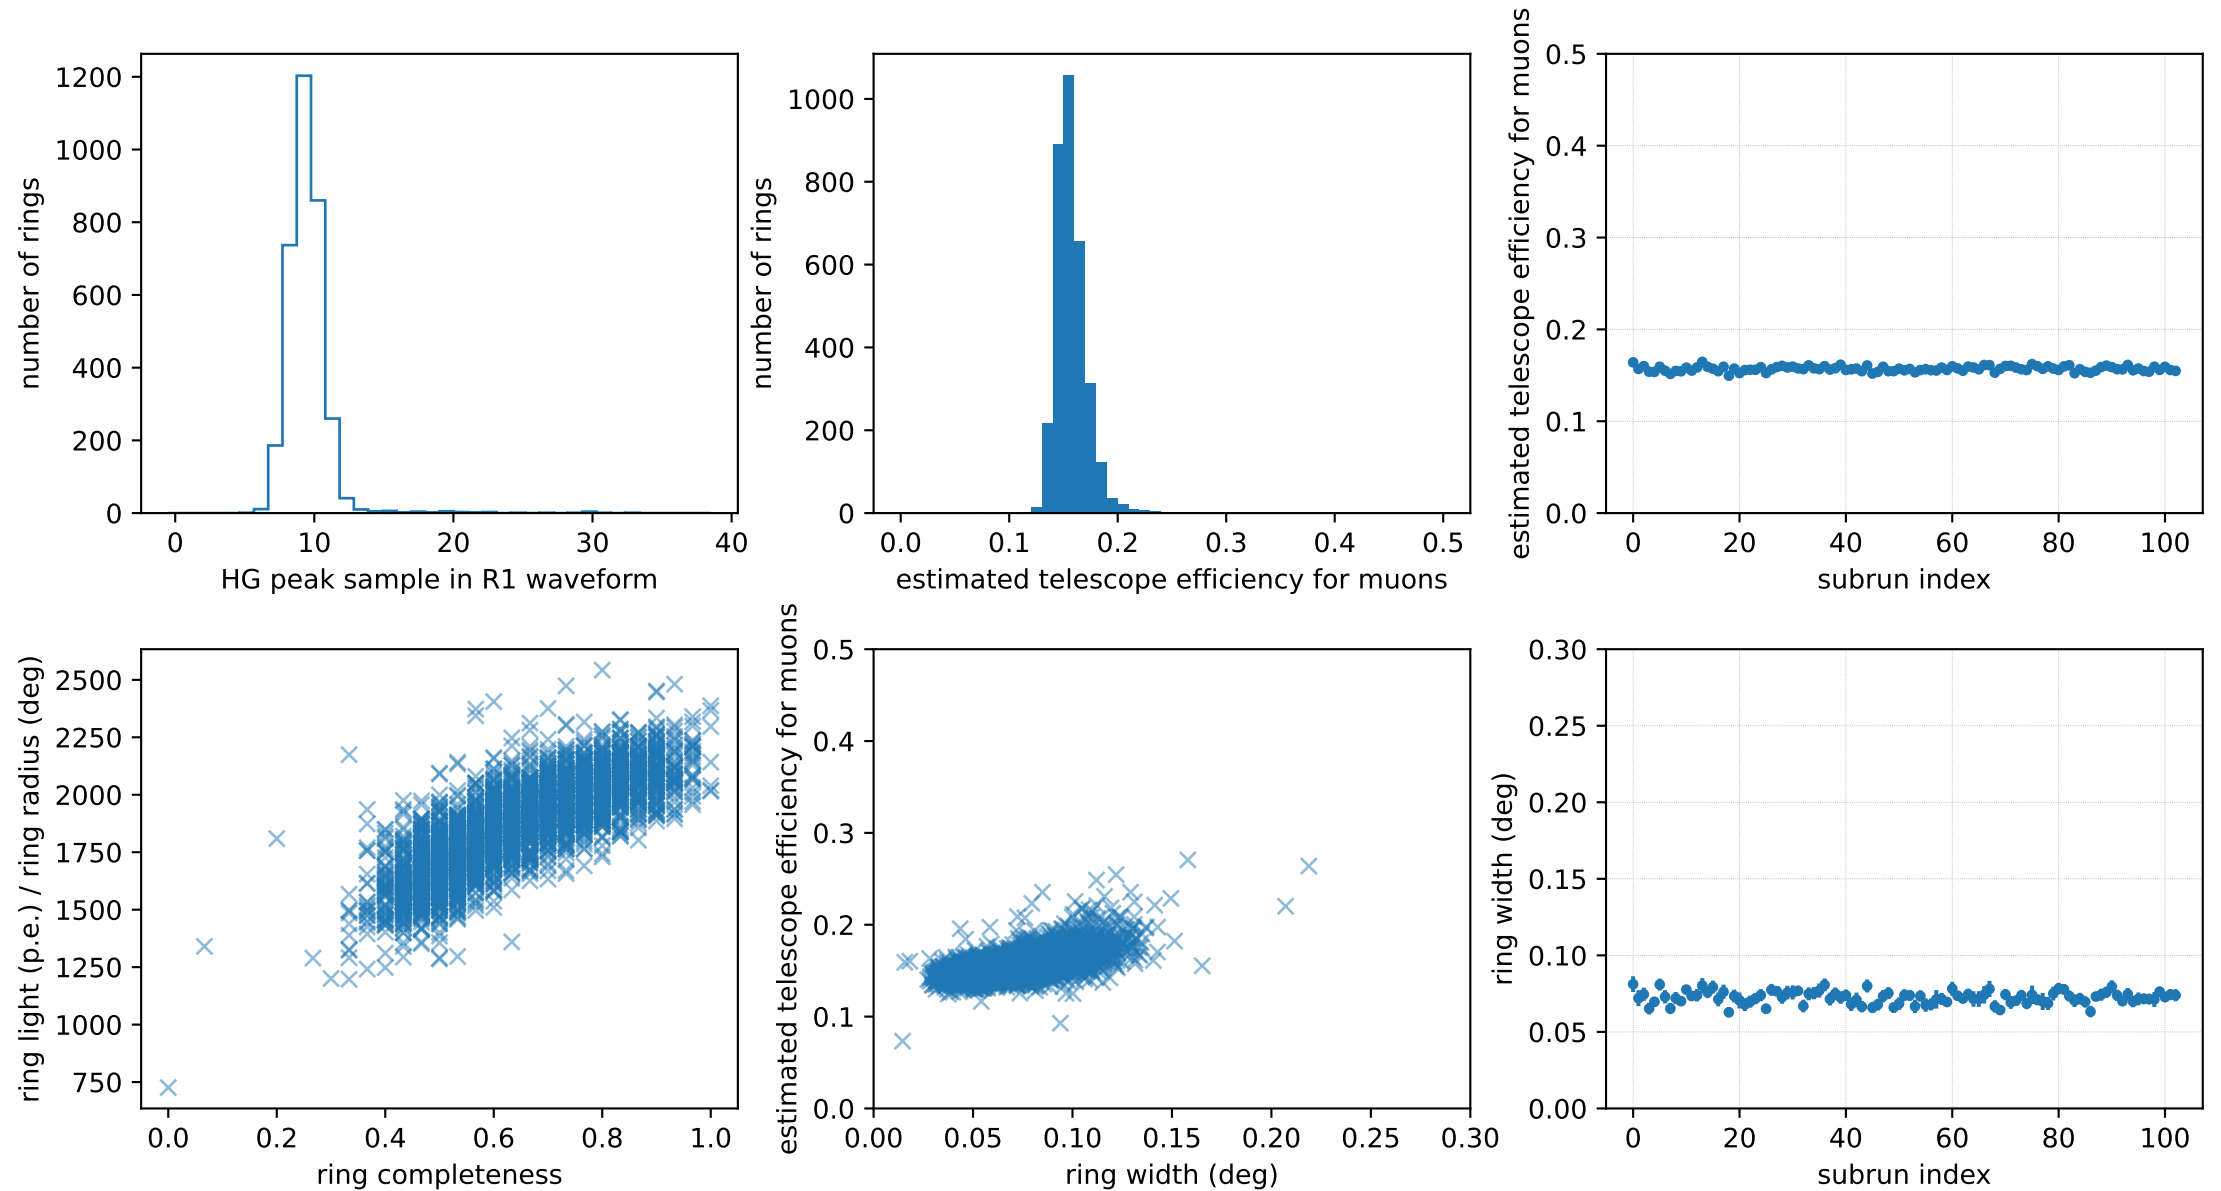 number of rings
1200
1000
800
600
400
200
0
0 10 20 30 40
HG peak sample in R1 waveform
number of rings
1000
800
600
400
200
0
0.0 0.1 0.2 0.3 0.4 0.5
estimated telescope efficiency for muons
estimated telescope efficiency for muons
0.5
0.4
0.3
0.2
0.1
0.0
0 20 40 60 80 100
subrun index
ring light (p.e.) / ring radius (deg)
2500
2250
2000
1750
1500
1250
1000
750
0.0 0.2 0.4 0.6 0.8 1.0
ring completeness
estimated telescope efficiency for muons
0.5
0.4
0.3
0.2
0.1
0.0
0.00 0.05 0.10 0.15 0.20 0.25 0.30
ring width (deg)
ring width (deg)
0.30
0.25
0.20
0.15
0.10
0.05
0.00
0 20 40 60 80 100
subrun index